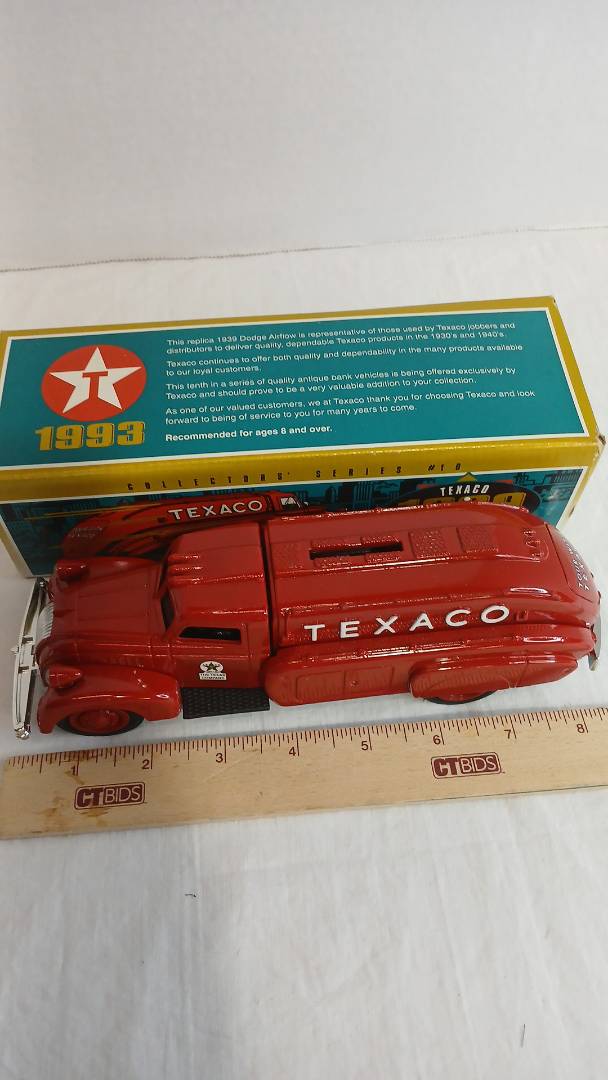 This replica 1939 Dodge Airflow is representative of those used by Texaco jobbers and
distributors to deliver quality, dependable Texaco products in the 1930's and 1940's.
Texaco continues to offer both quality and dependability in the many products available
to our loyal customers.
This tenth in a series of quality antique bank vehicles is being offered exclusively by
Texaco and should prove to be a very valuable addition to your collection.
As one of our valued customers, we at Texaco thank you for choosing Texaco and look
forward to being of service to you for many years to come.
Recommended for ages 8 and over.
T
1993
COLLECTORS' SERIES #10
TEXACO
TEXACO
TEXACO
THE TEXAS
COMPANY
1 2 3 4 5 6 7 8
CTBIDS
CTBIDS